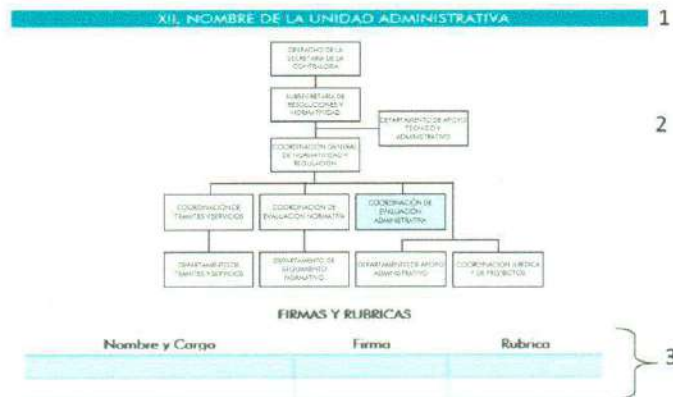 XII. NOMBRE DE LA UNIDAD ADMINISTRATIVA
1
DESPACHO DE LA
SECRETARÍA DE LA
CONTRALORÍA
SUBSECRETARÍA DE
RESOLUCIONES Y
NORMATIVIDAD
DEPARTAMENTO DE APOYO
TÉCNICO Y
ADMINISTRATIVO
2
COORDINACIÓN GENERAL
DE NORMATIVIDAD Y
REGULACIÓN
COORDINACIÓN DE
TRÁMITES Y SERVICIOS
COORDINACIÓN DE
EVALUACIÓN NORMATIVA
COORDINACIÓN DE
EVALUACIÓN
ADMINISTRATIVA
DEPARTAMENTO DE
TRÁMITES Y SERVICIOS
DEPARTAMENTO DE
SEGUIMIENTO
NORMATIVO
DEPARTAMENTO DE APOYO
ADMINISTRATIVO
COORDINACIÓN JURÍDICA
Y DE PROYECTOS
FIRMAS Y RUBRICAS
Nombre y Cargo
Firma
Rubrica
3